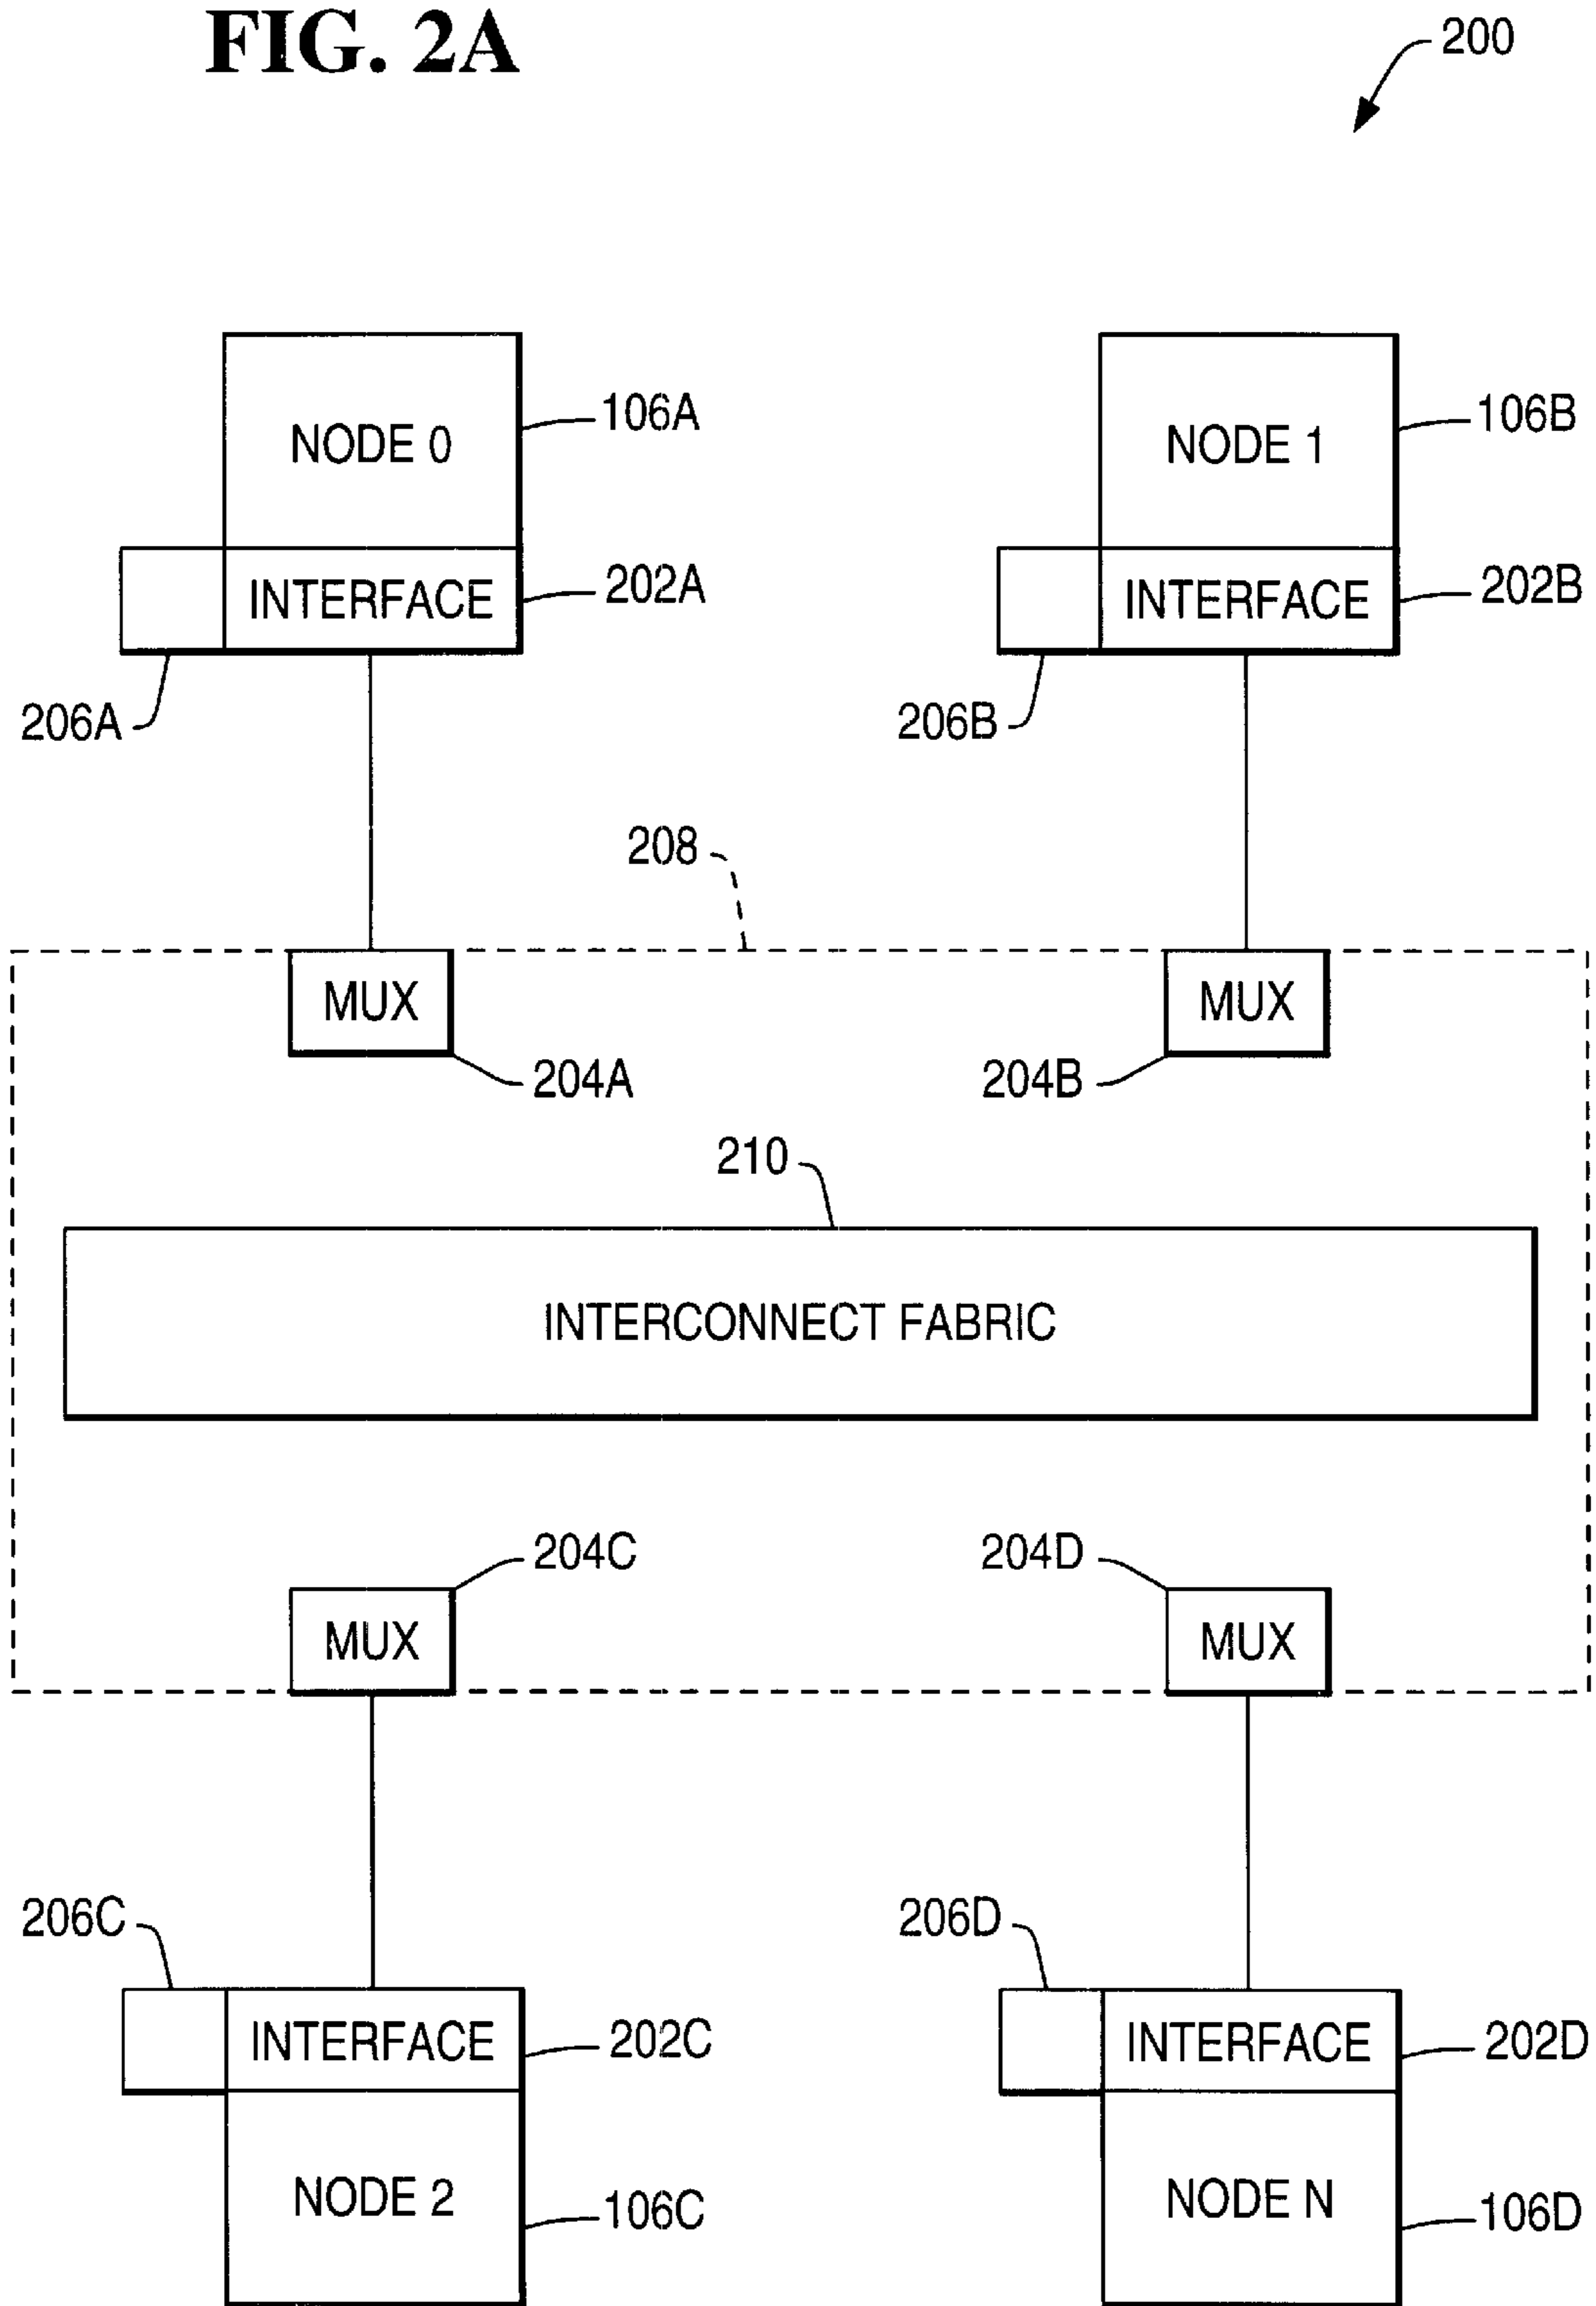 FIG. 2A
200
NODE 0
106A
NODE 1
106B
INTERFACE
202A
INTERFACE
202B
206A
206B
208
MUX
MUX
204A
204B
210
INTERCONNECT FABRIC
204C
204D
MUX
MUX
206C
206D
INTERFACE
202C
INTERFACE
202D
NODE 2
106C
NODE N
106D